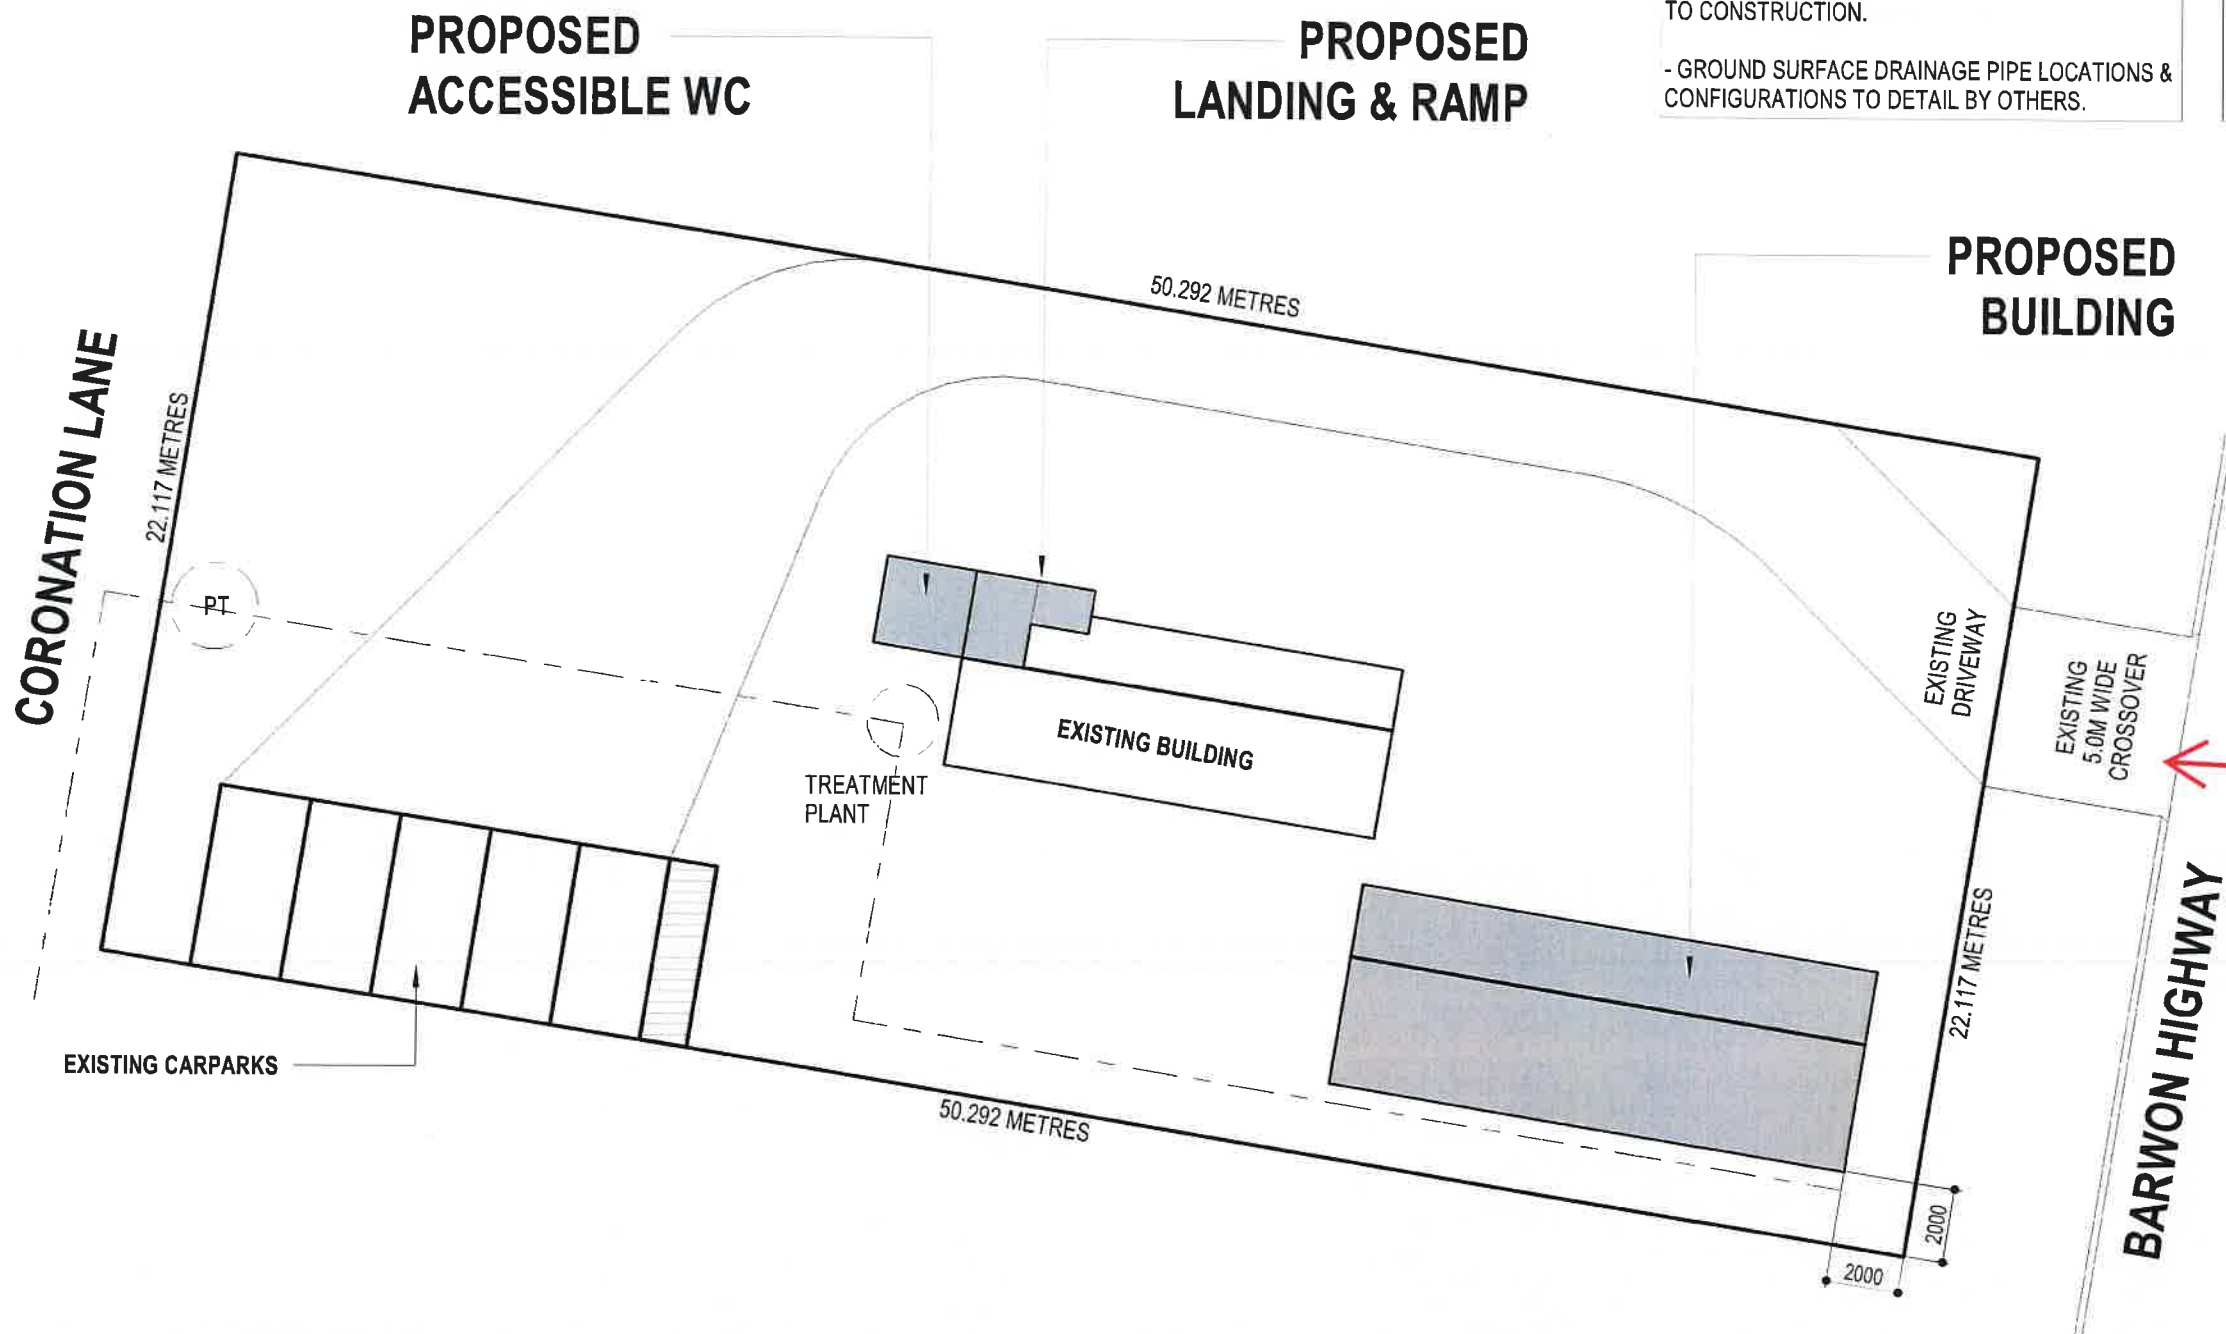 TO CONSTRUCTION.
- GROUND SURFACE DRAINAGE PIPE LOCATIONS &
CONFIGURATIONS TO DETAIL BY OTHERS.
PROPOSED
ACCESSIBLE WC
PROPOSED
LANDING & RAMP
PROPOSED
BUILDING
50.292 METRES
CORONATION LANE
22.117 METRES
PT
EXISTING
DRIVEWAY
EXISTING
5.0M WIDE
CROSSOVER
EXISTING BUILDING
TREATMENT
PLANT
EXISTING CARPARKS
50.292 METRES
22.117 METRES
BARWON HIGHWAY
2000
2000